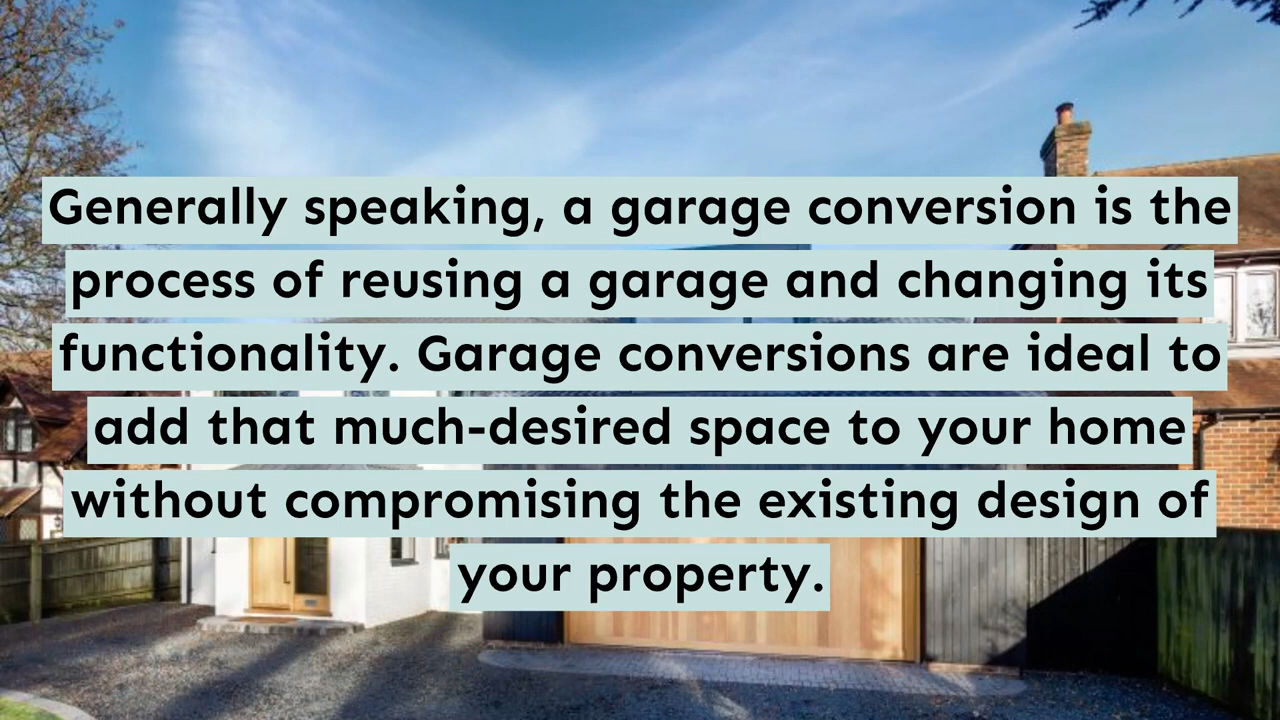 Generally speaking, a garage conversion is the
process of reusing a garage and changing its
functionality. Garage conversions are ideal to
add that much-desired space to your home
without compromising the existing design of
your property.